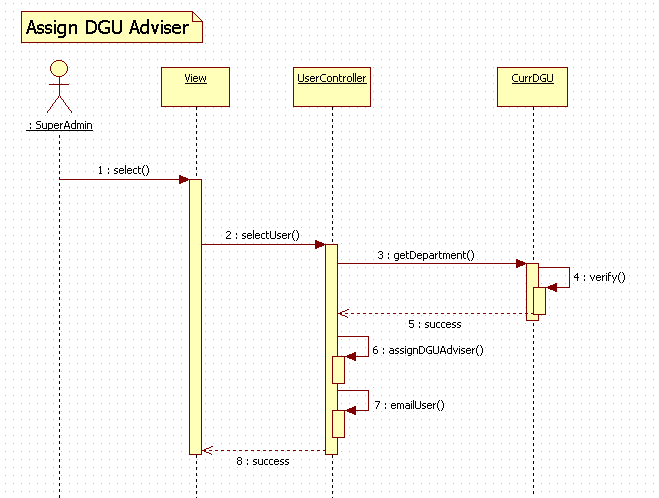 Assign DGU Adviser
View
UserController
CurrDGU
: SuperAdmin
1 : select()
2 : selectUser()
3 : getDepartment()
4 : verify()
5 : success
6 : assignDGUAdviser()
7 : emailUser()
8 : success